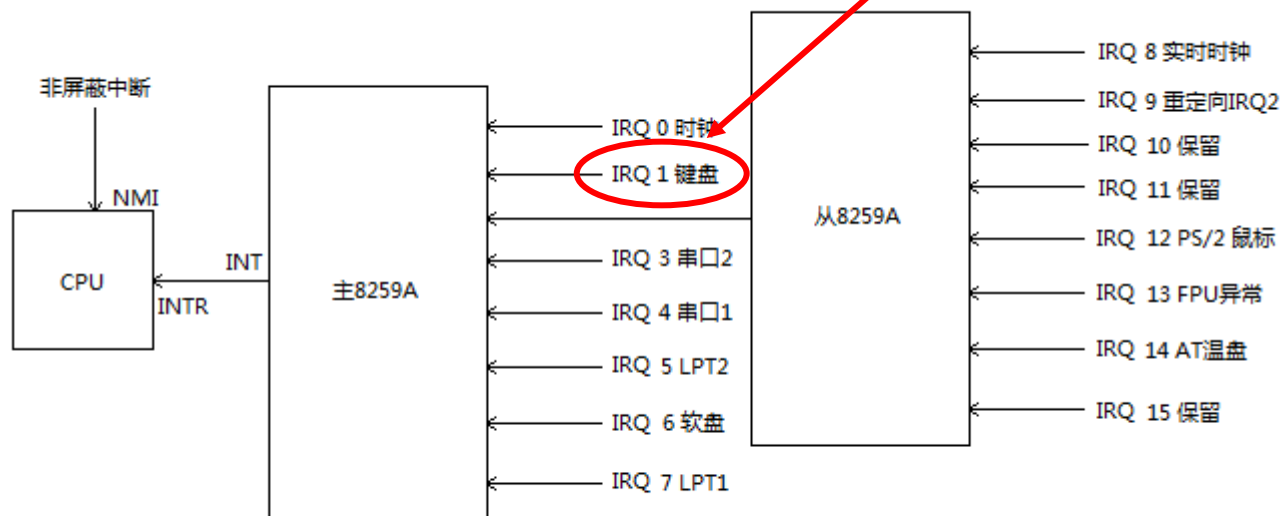 非屏蔽中断
NMI
CPU
INT
INTR
主8259A
IRQ 0 时钟
IRQ 1 键盘
IRQ 3 串口2
IRQ 4 串口1
IRQ 5 LPT2
IRQ 6 软盘
IRQ 7 LPT1
从8259A
IRQ 8 实时时钟
IRQ 9 重定向IRQ2
IRQ 10 保留
IRQ 11 保留
IRQ 12 PS/2 鼠标
IRQ 13 FPU异常
IRQ 14 AT温盘
IRQ 15 保留